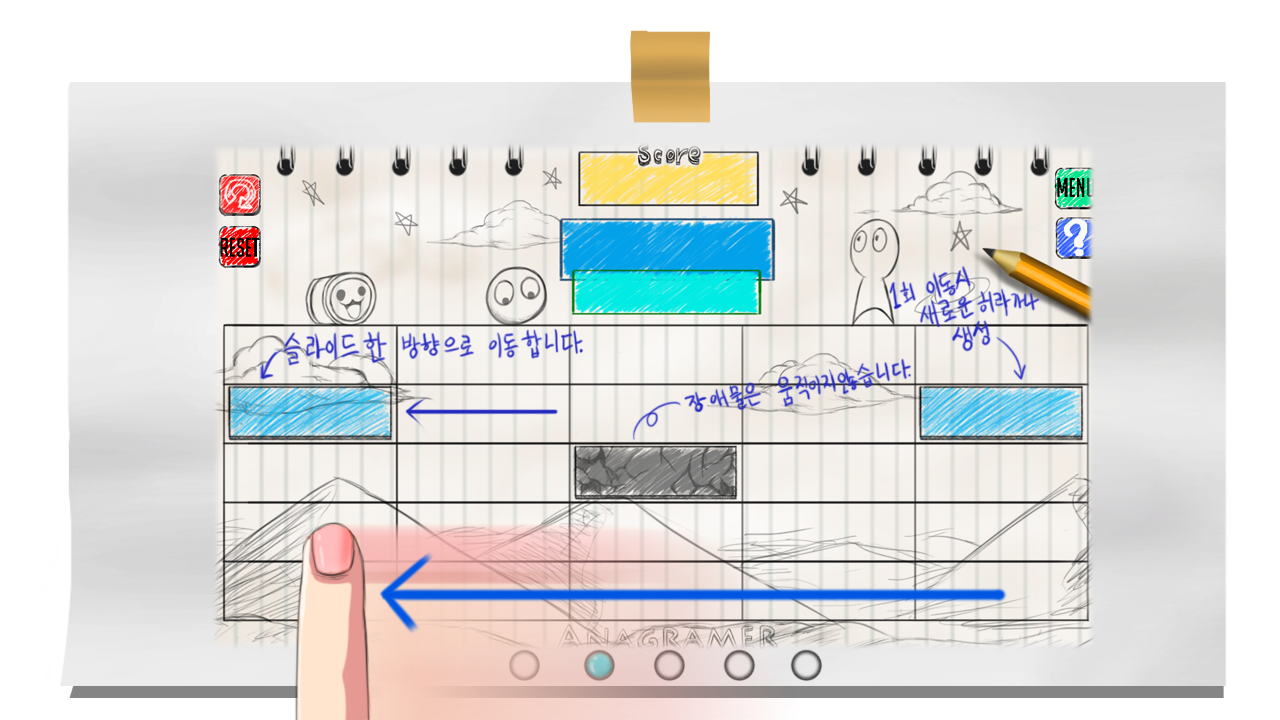 Score
MENU
RESET
?
1회 이동시
새로운 히라가나
생성
슬라이드 한 방향으로 이동합니다.
장애물은 움직이지않습니다.
ANAGRAMER